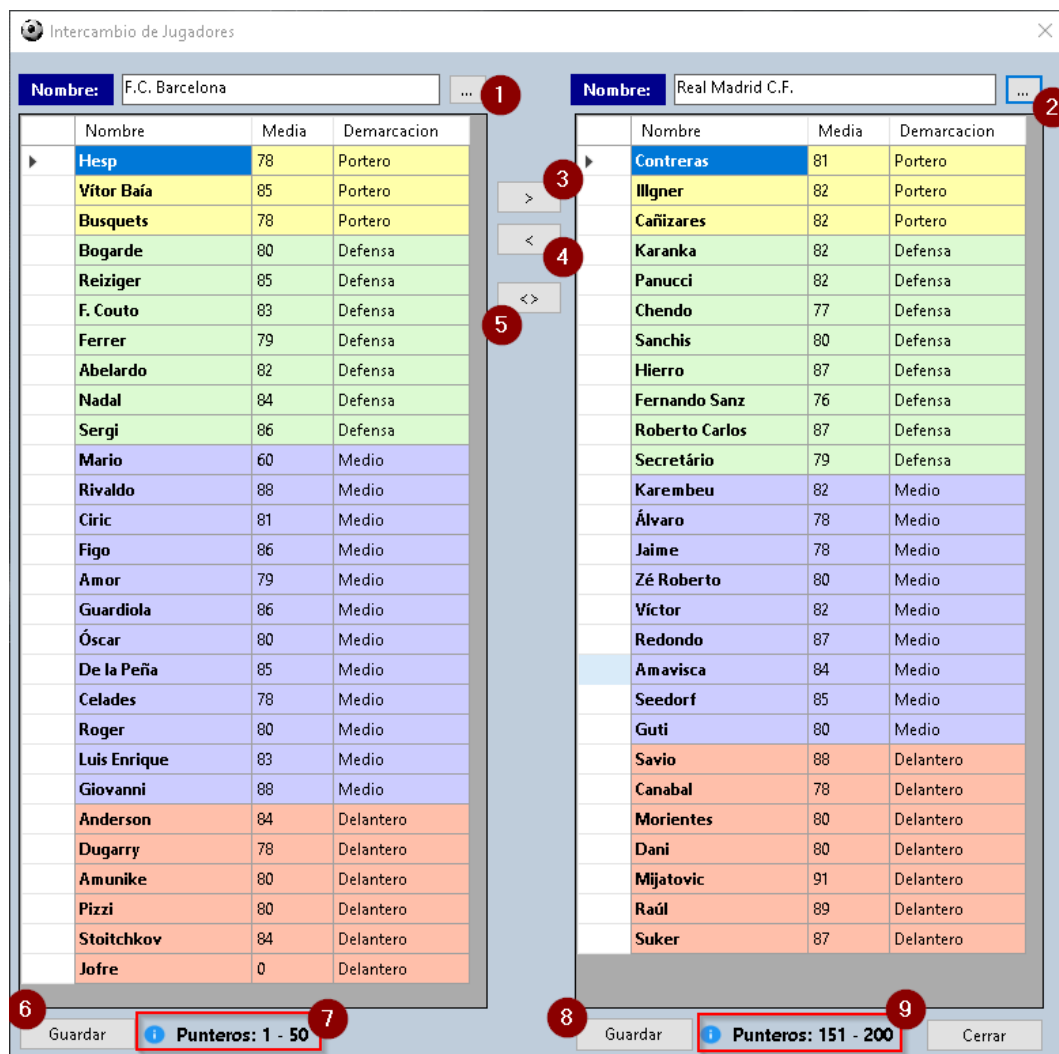 Intercambio de Jugadores
Nombre: F.C. Barcelona ... 1
Nombre Media Demarcacion
Hesp 78 Portero
Vítor Baía 85 Portero
Busquets 78 Portero
Bogarde 80 Defensa
Reiziger 85 Defensa
F. Couto 83 Defensa
Ferrer 79 Defensa
Abelardo 82 Defensa
Nadal 84 Defensa
Sergi 86 Defensa
Mario 60 Medio
Rivaldo 88 Medio
Ciric 81 Medio
Figo 86 Medio
Amor 79 Medio
Guardiola 86 Medio
Óscar 80 Medio
De la Peña 85 Medio
Celades 78 Medio
Roger 80 Medio
Luis Enrique 83 Medio
Giovanni 88 Medio
Anderson 84 Delantero
Dugarry 78 Delantero
Amunike 80 Delantero
Pizzi 80 Delantero
Stoitchkov 84 Delantero
Jofre 0 Delantero
6
Guardar Punteros: 1 - 50 7
> 3
< 4
<> 5
Nombre: Real Madrid C.F. ... 2
Nombre Media Demarcacion
Contreras 81 Portero
Illgner 82 Portero
Cañizares 82 Portero
Karanka 82 Defensa
Panucci 82 Defensa
Chendo 77 Defensa
Sanchis 80 Defensa
Hierro 87 Defensa
Fernando Sanz 76 Defensa
Roberto Carlos 87 Defensa
Secretário 79 Defensa
Karembeu 82 Medio
Álvaro 78 Medio
Jaime 78 Medio
Zé Roberto 80 Medio
Víctor 82 Medio
Redondo 87 Medio
Amavisca 84 Medio
Seedorf 85 Medio
Guti 80 Medio
Savio 88 Delantero
Canabal 78 Delantero
Morientes 80 Delantero
Dani 80 Delantero
Mijatovic 91 Delantero
Raúl 89 Delantero
Suker 87 Delantero
8 9
Guardar Punteros: 151 - 200 Cerrar